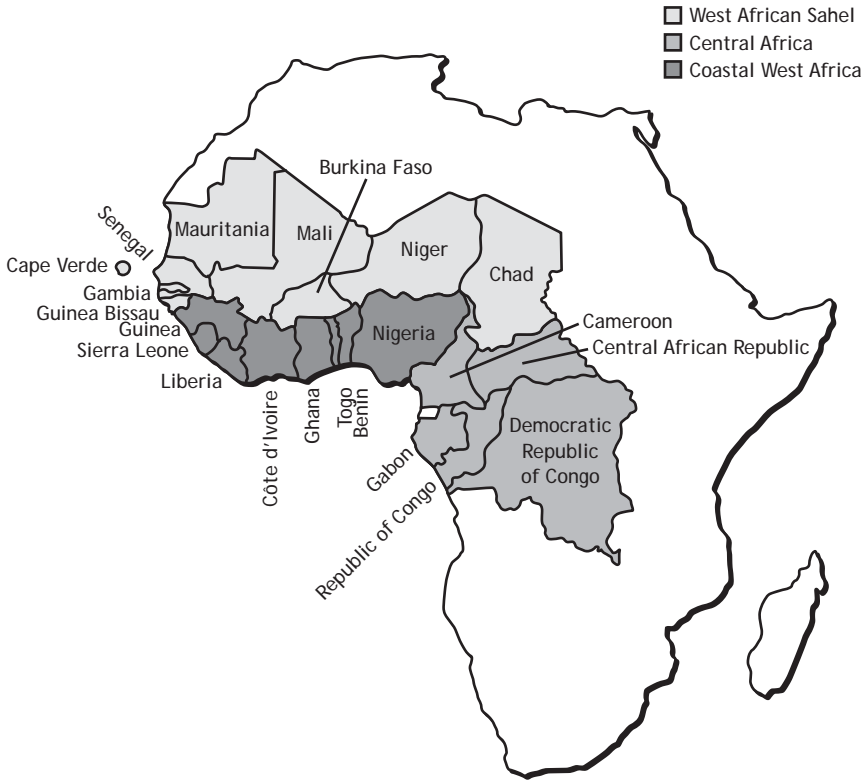 West African Sahel
Central Africa
Coastal West Africa
Burkina Faso
Senegal
Mauritania
Mali
Niger
Chad
Cape Verde
Gambia
Guinea Bissau
Guinea
Sierra Leone
Liberia
Nigeria
Cameroon
Central African Republic
Côte d'Ivoire
Ghana
Togo
Benin
Gabon
Republic of Congo
Democratic
Republic
of Congo